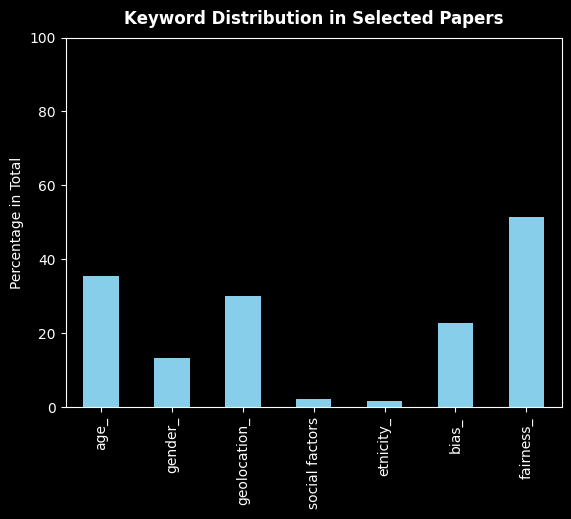 Keyword Distribution in Selected Papers
Percentage in Total
100
80
60
40
20
0
age_
gender_
geolocation_
social factors
etnicity_
bias_
fairness_